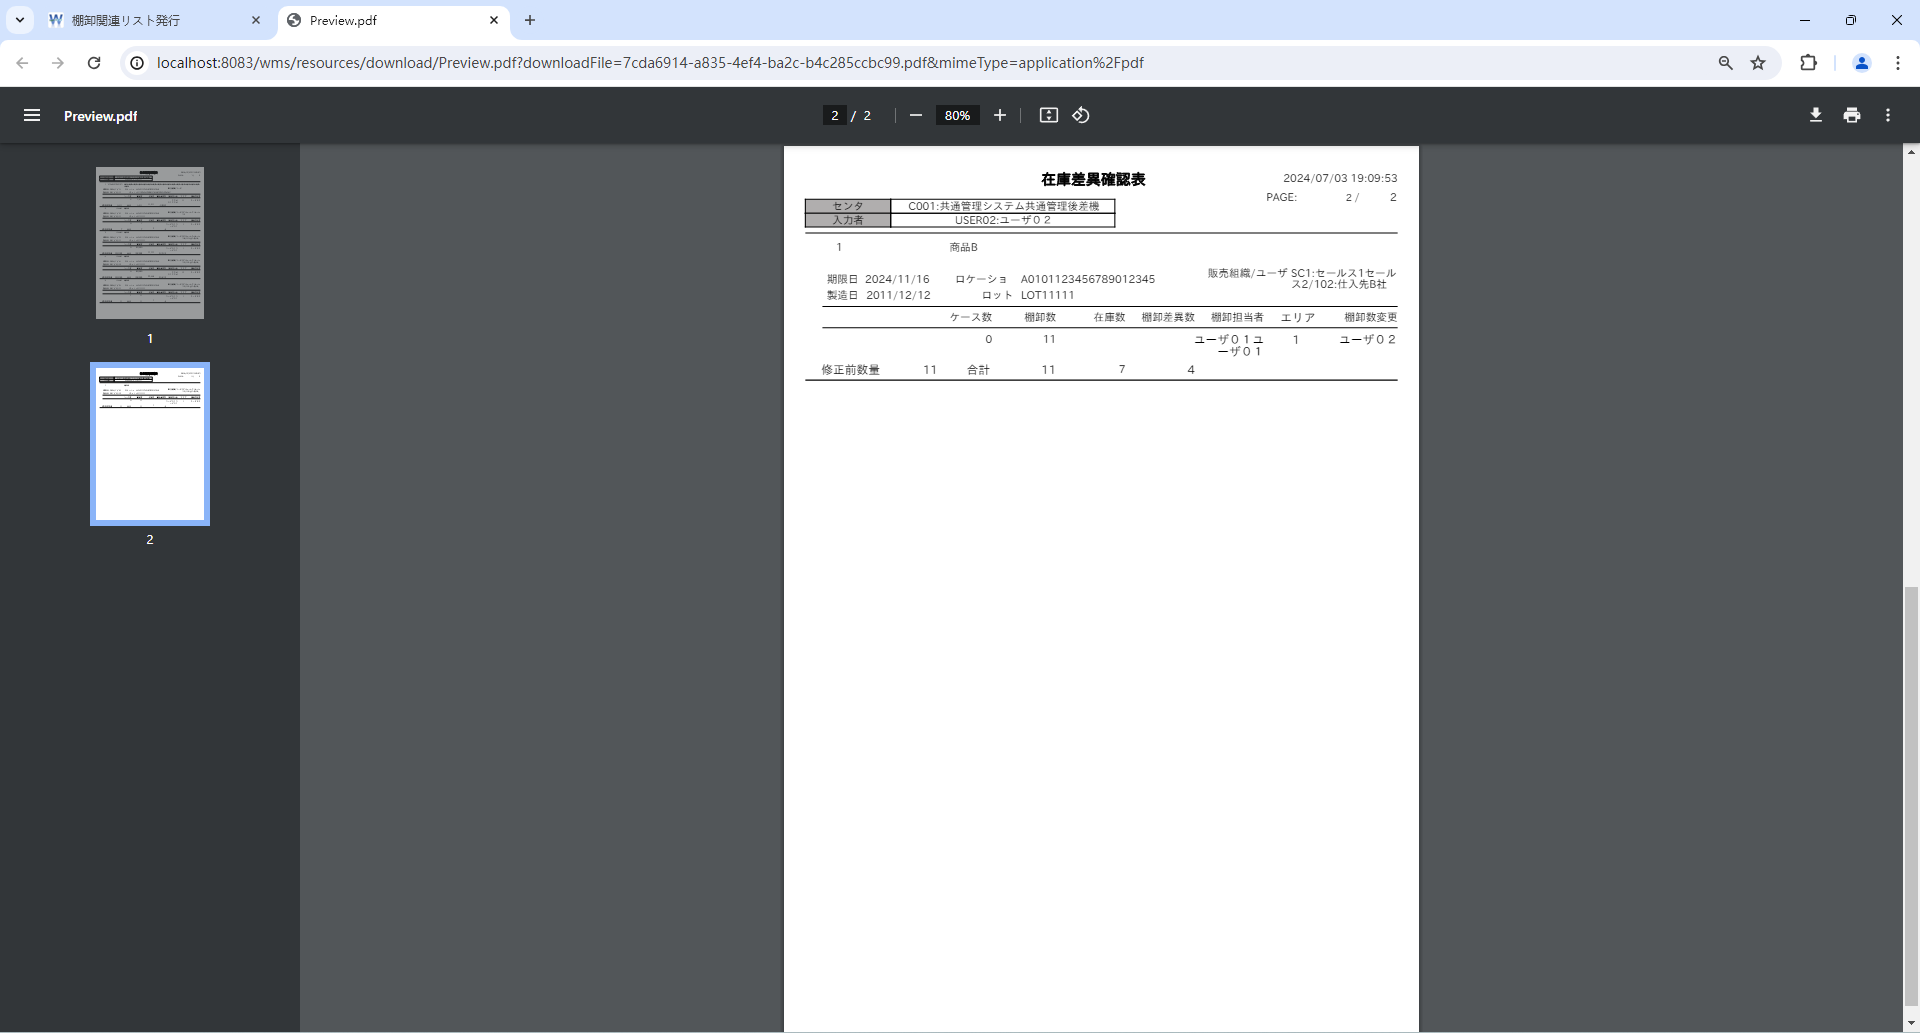 棚卸関連リスト発行
Preview.pdf
localhost:8083/wms/resources/download/Preview.pdf?downloadFile=7cda6914-a835-4ef4-ba2c-b4c285ccbc99.pdf&mimeType=application%2Fpdf
Preview.pdf
2 / 2
80%
1
2
在庫差異確認表
2024/07/03 19:09:53
PAGE: 2 / 2
センタ C001:共通管理システム共通管理後差機
入力者 USER02:ユーザ０２
1 商品B
販売組織/ユーザ SC1:セールス1セール
ス2/102:仕入先B社
期限日 2024/11/16 ロケーショ A0101123456789012345
製造日 2011/12/12 ロット LOT11111
ケース数 棚卸数 在庫数 棚卸差異数 棚卸担当者 エリア 棚卸数変更
0 11 ユーザ０１ユ 1 ユーザ０２
ーザ０１
修正前数量 11 合計 11 7 4